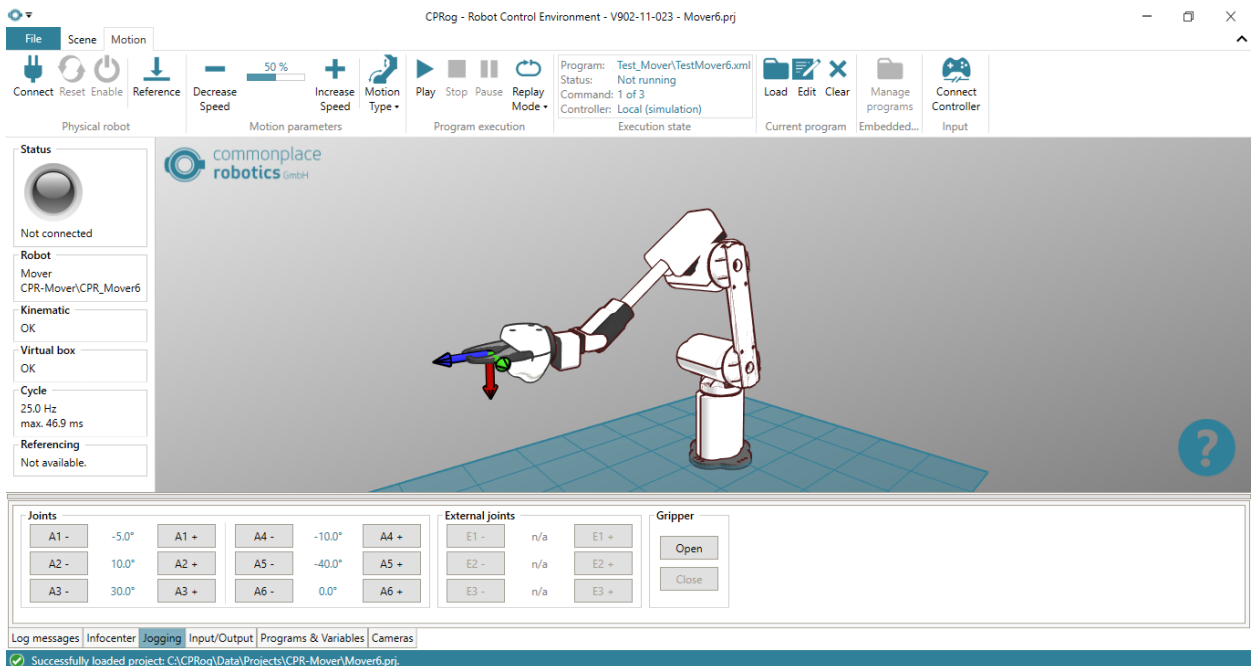 CPRog - Robot Control Environment - V902-11-023 - Mover6.prj
File Scene Motion
Connect Reset Enable Reference
Physical robot
Decrease Speed
50 %
Increase Speed
Motion Type
Motion parameters
Play Stop Pause Replay Mode
Program execution
Program: Test_Mover\TestMover6.xml
Status: Not running
Command: 1 of 3
Controller: Local (simulation)
Execution state
Load Edit Clear
Current program
Manage programs
Embedded...
Connect Controller
Input
Status
Not connected
Robot
Mover
CPR-Mover\CPR_Mover6
Kinematic
OK
Virtual box
OK
Cycle
25.0 Hz
max. 46.9 ms
Referencing
Not available.
commonplace
robotics GmbH
?
Joints
A1 - -5.0° A1 + A4 - -10.0° A4 +
A2 - 10.0° A2 + A5 - -40.0° A5 +
A3 - 30.0° A3 + A6 - 0.0° A6 +
External joints
E1 - n/a E1 +
E2 - n/a E2 +
E3 - n/a E3 +
Gripper
Open
Close
Log messages Infocenter Jogging Input/Output Programs & Variables Cameras
Successfully loaded project: C:\CPRog\Data\Projects\CPR-Mover\Mover6.prj.